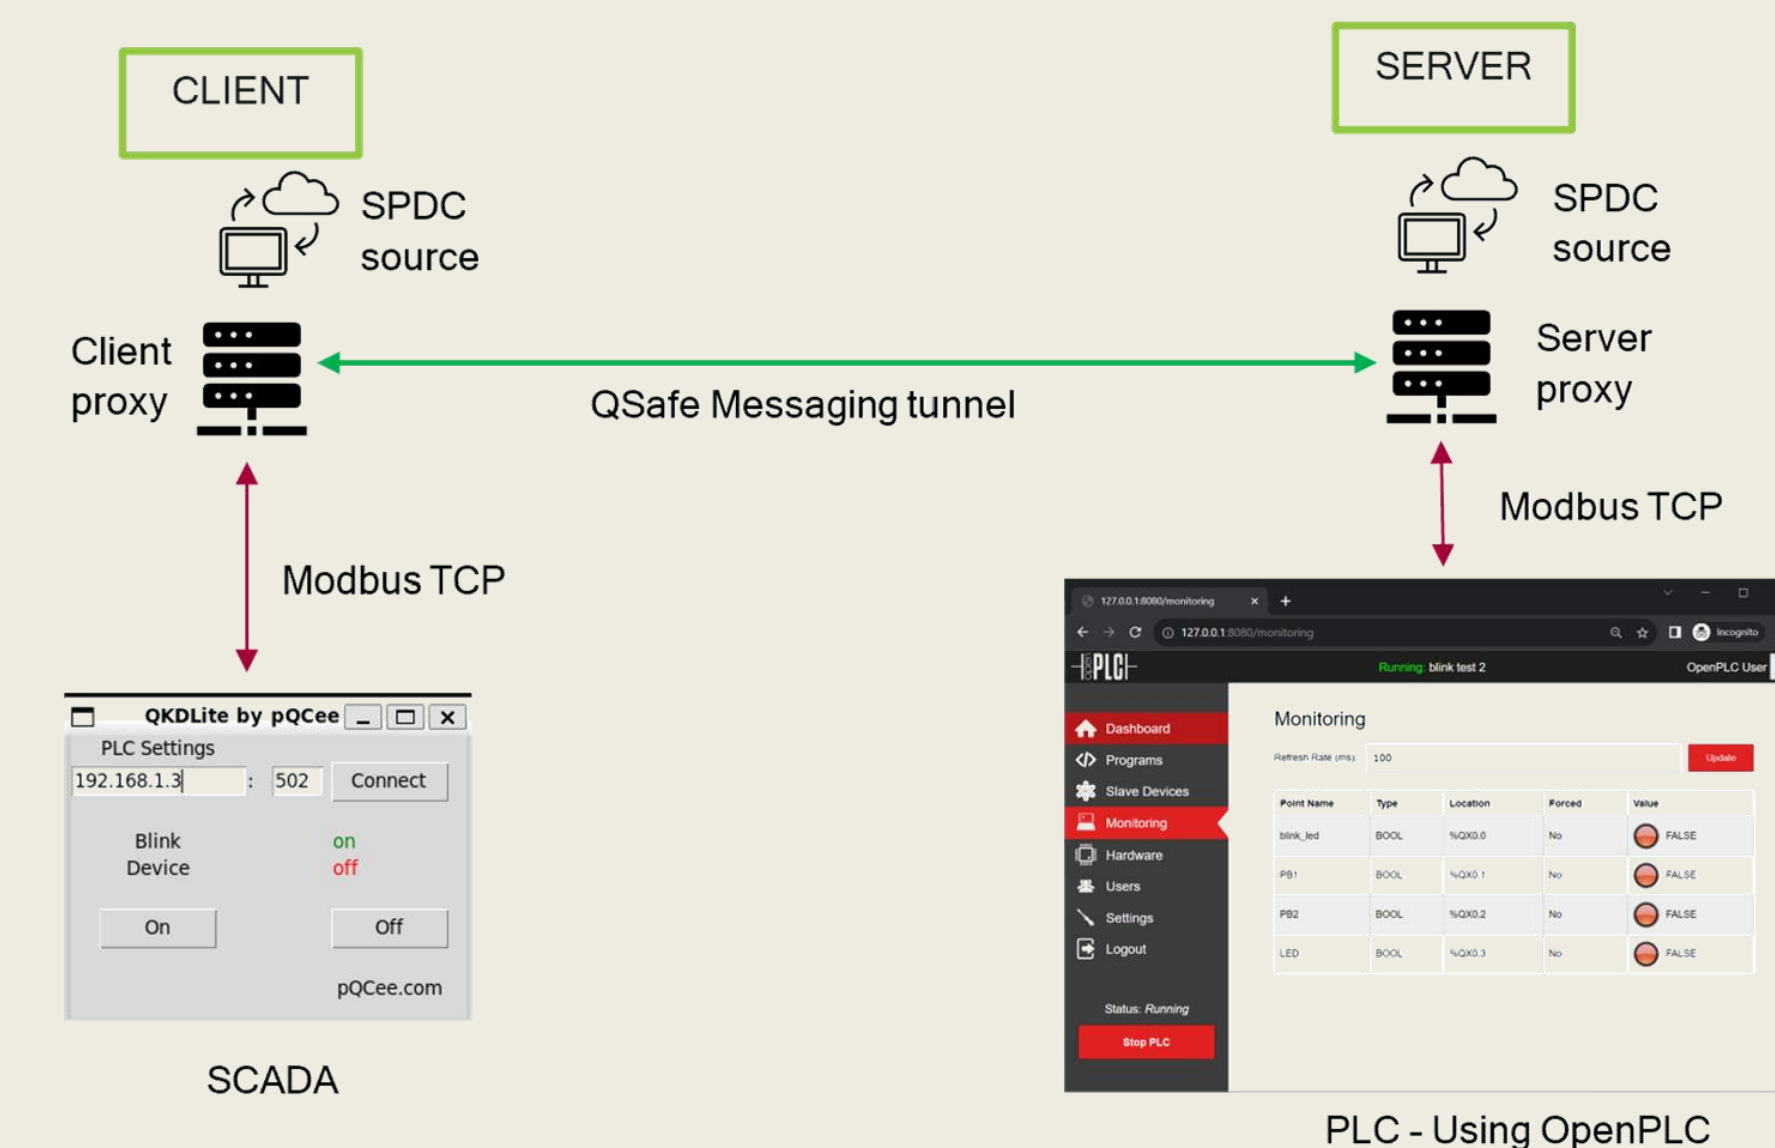 CLIENT
SPDC
source
Client
proxy
QSafe Messaging tunnel
SERVER
SPDC
source
Server
proxy
Modbus TCP
Modbus TCP
QKDLite by pQCee
PLC Settings
192.168.1.3 : 502 Connect
Blink on
Device off
On Off
pQCee.com
SCADA
127.0.0.1:8080/monitoring
127.0.0.1:8080/monitoring Incognito
open PLC Running: blink test 2 OpenPLC User
Dashboard
Programs
Slave Devices
Monitoring
Hardware
Users
Settings
Logout
Status: Running
Stop PLC
Monitoring
Refresh Rate (ms): 100 Update
Point Name Type Location Forced Value
blink_led BOOL %QX0.0 No FALSE
PB1 BOOL %QX0.1 No FALSE
PB2 BOOL %QX0.2 No FALSE
LED BOOL %QX0.3 No FALSE
PLC - Using OpenPLC